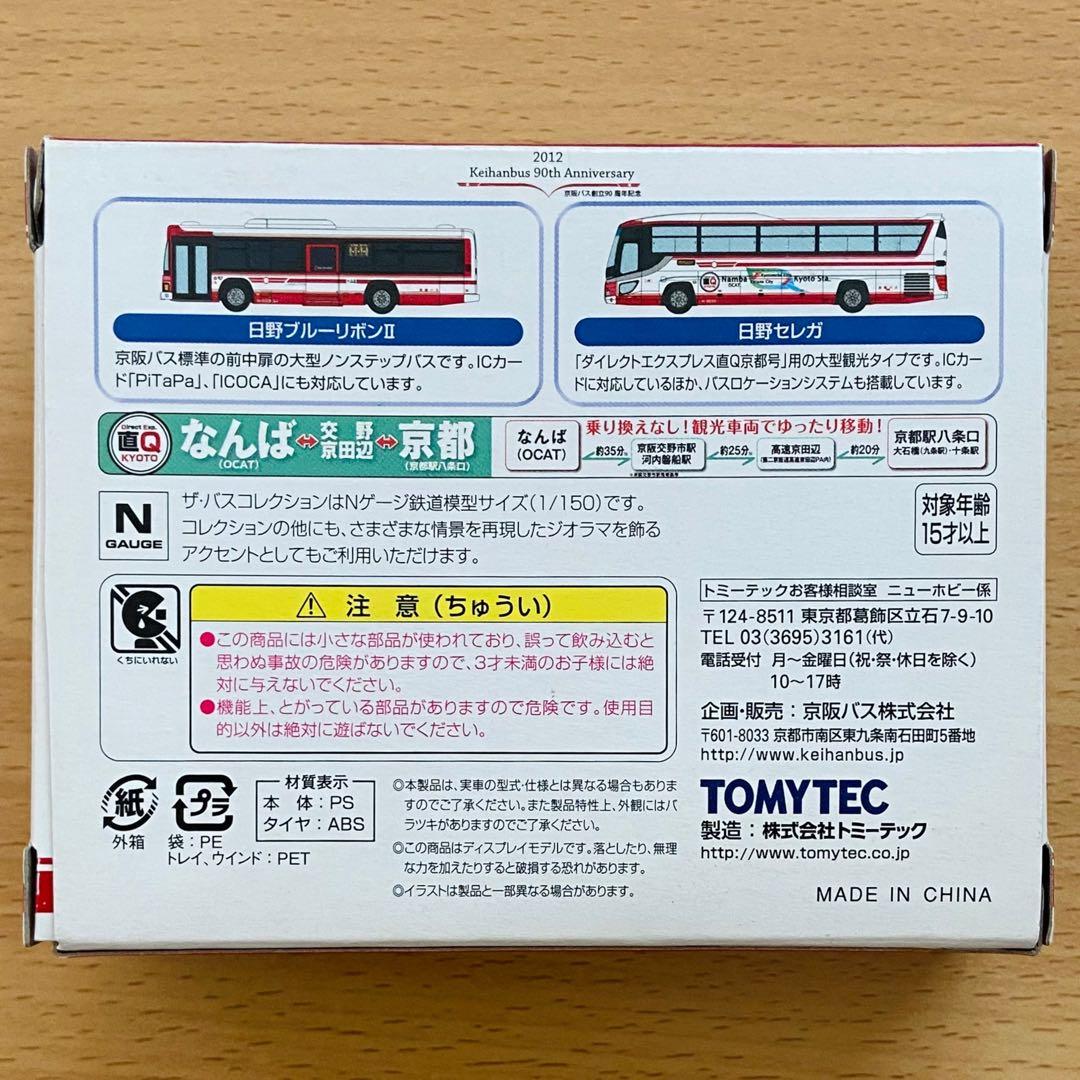 2012
Keihanbus 90th Anniversary
京阪バス創立90周年記念
日野ブルーリボンⅡ
京阪バス標準の前中扉の大型ノンステップバスです。ICカー
ド「PiTaPa」、「ICOCA」にも対応しています。
直Q
Namba
OCAT
Kyoto Sta.
日野セレガ
「ダイレクトエクスプレス直Q京都号」用の大型観光タイプです。ICカー
ドに対応しているほか、バスロケーションシステムも搭載しています。
Direct Exp.
直Q
KYOTO
なんば
(OCAT)
交野
京田辺
京都
(京都駅八条口)
乗り換えなし!観光車両でゆったり移動!
なんば
(OCAT)
約35分
京阪交野市駅
河内磐船駅
約25分
高速京田辺
約20分
京都駅八条口
大石橋(九条駅)・十条駅
N
GAUGE
ザ・バスコレクションはNゲージ鉄道模型サイズ(1/150)です。
コレクションの他にも、さまざまな情景を再現したジオラマを飾る
アクセントとしてもご利用いただけます。
対象年齢
15才以上
くちにいれない
注意(ちゅうい)
●この商品には小さな部品が使われており、誤って飲み込むと
思わぬ事故の危険がありますので、3才未満のお子様には絶
対に与えないでください。
●機能上、とがっている部品がありますので危険です。使用目
的以外は絶対に遊ばないでください。
トミーテックお客様相談室 ニューホビー係
〒124-8511 東京都葛飾区立石7-9-10
TEL 03(3695)3161(代)
電話受付 月〜金曜日(祝・祭・休日を除く)
10〜17時
企画・販売:京阪バス株式会社
〒601-8033 京都市南区東九条南石田町5番地
http://www.keihanbus.jp
紙
外箱
プラ
袋:PE
トレイ、ウインド:PET
材質表示
本体:PS
タイヤ:ABS
◎本製品は、実車の型式・仕様とは異なる場合もありま
すのでご了承ください。また製品特性上、外観にはバ
ラツキがありますのでご了承ください。
◎この商品はディスプレイモデルです。落としたり、無理
な力を加えたりすると破損する恐れがあります。
◎イラストは製品と一部異なる場合があります。
TOMYTEC
製造:株式会社トミーテック
http://www.tomytec.co.jp
MADE IN CHINA